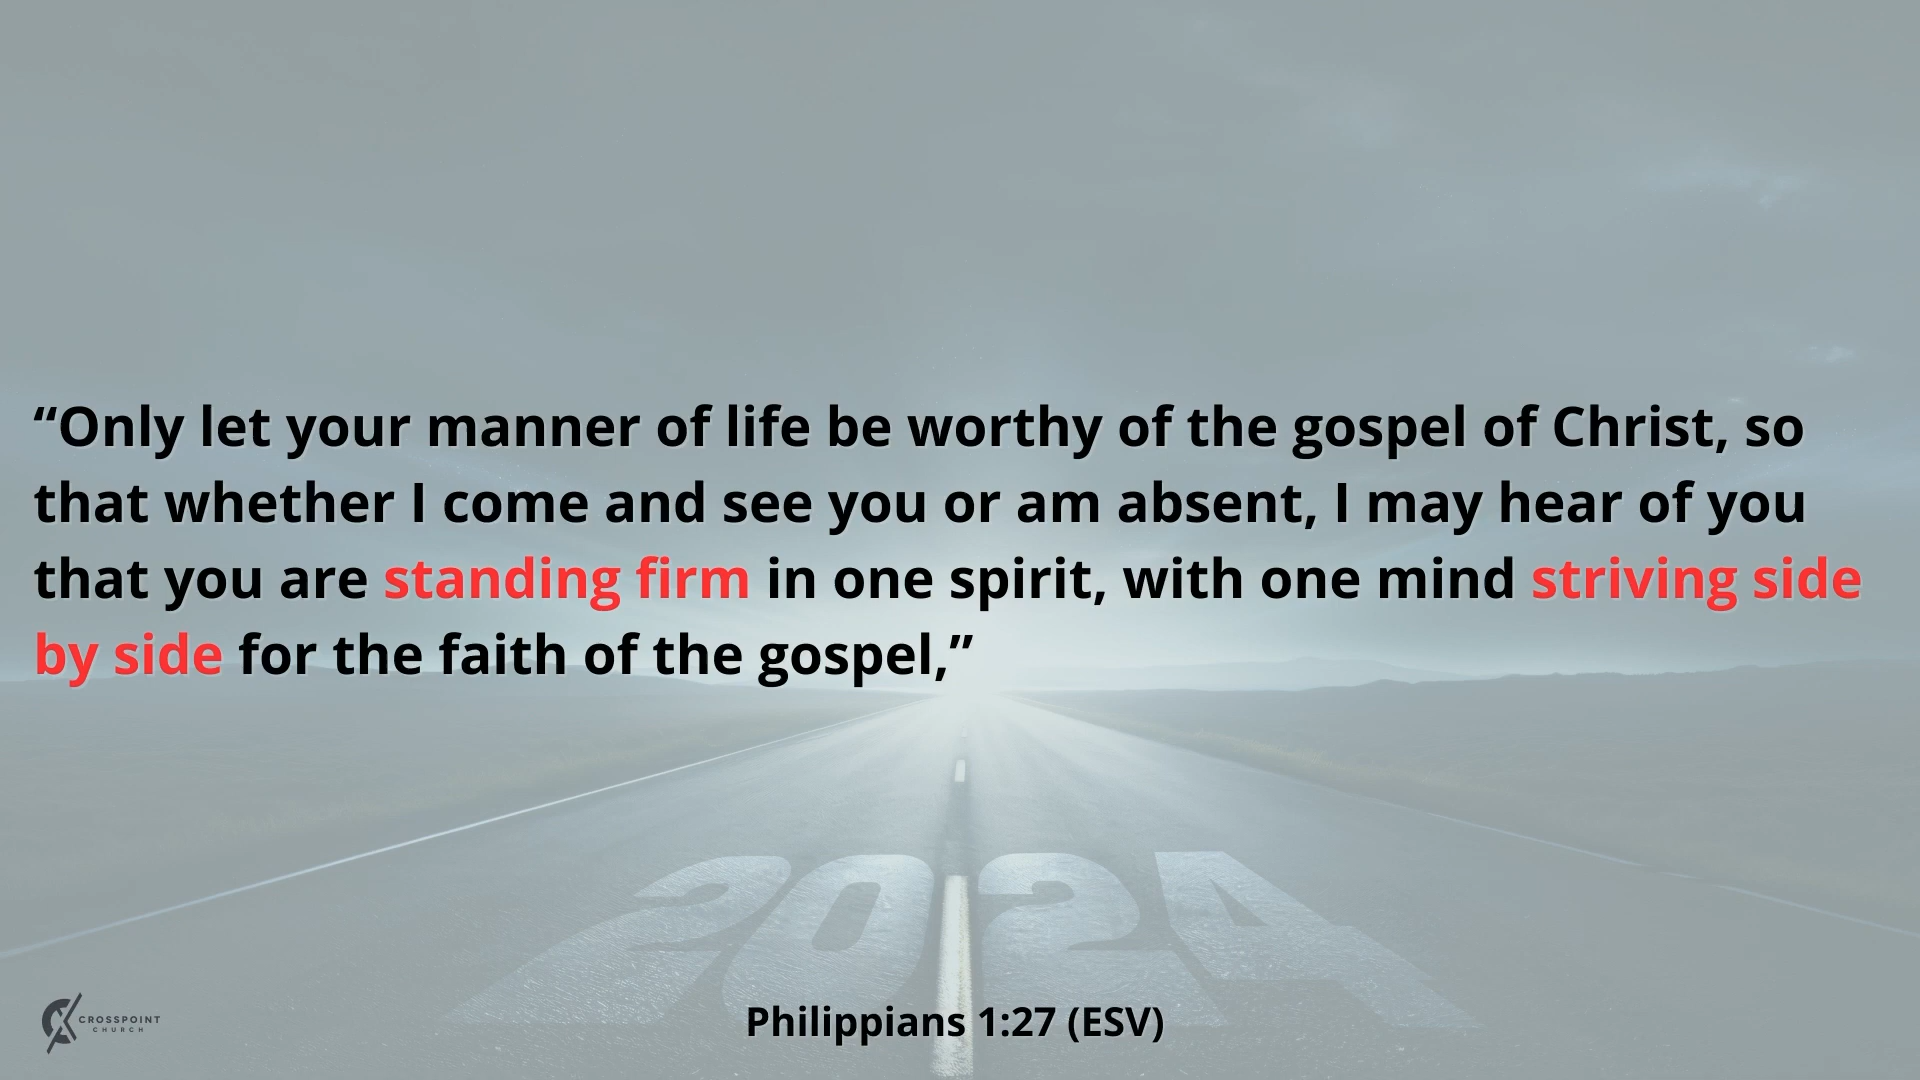 “Only let your manner of life be worthy of the gospel of Christ, so
that whether I come and see you or am absent, I may hear of you
that you are standing firm in one spirit, with one mind striving side
by side for the faith of the gospel,”
2024
CROSSPOINT
CHURCH
Philippians 1:27 (ESV)